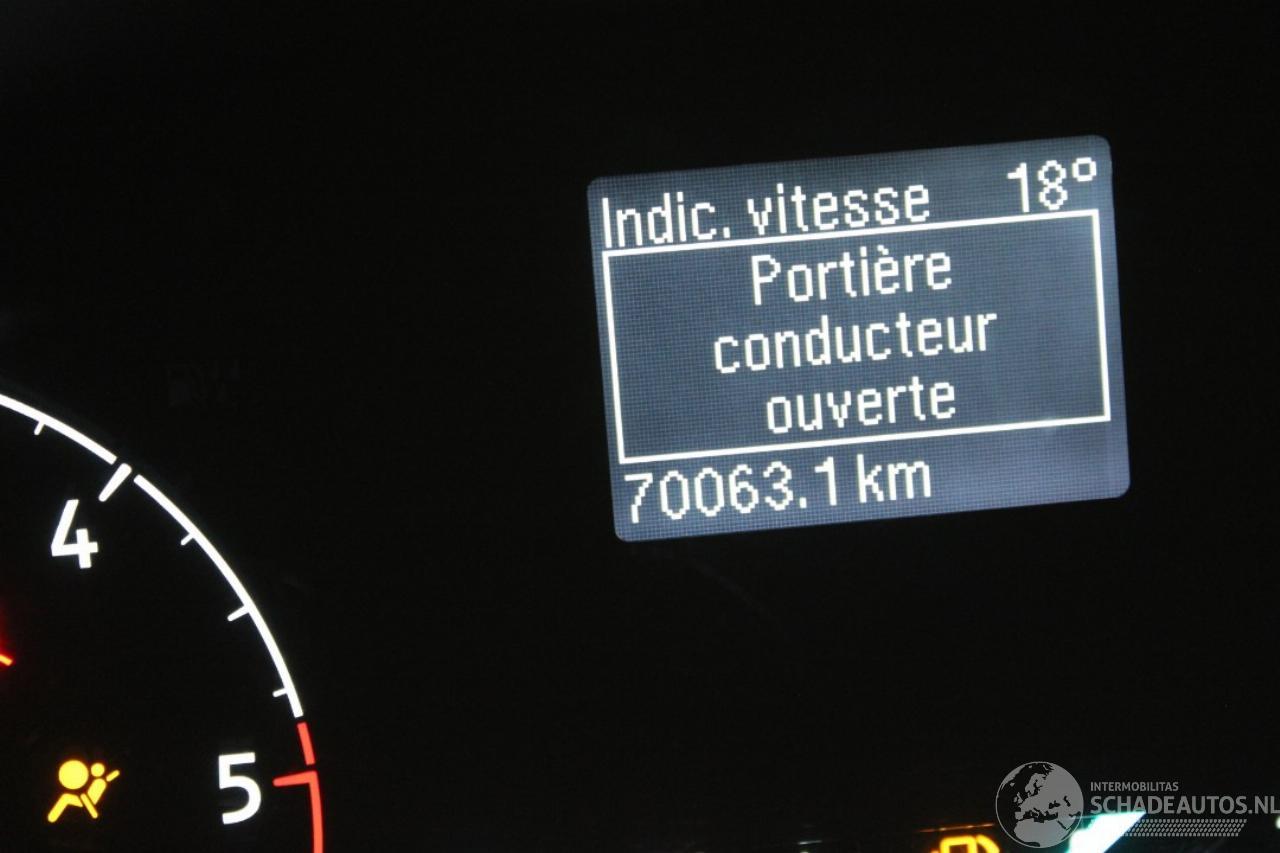 Indic. vitesse 18°
Portière
conducteur
ouverte
70063.1 km
4
5
INTERMOBILITAS
SCHADEAUTOS.NL